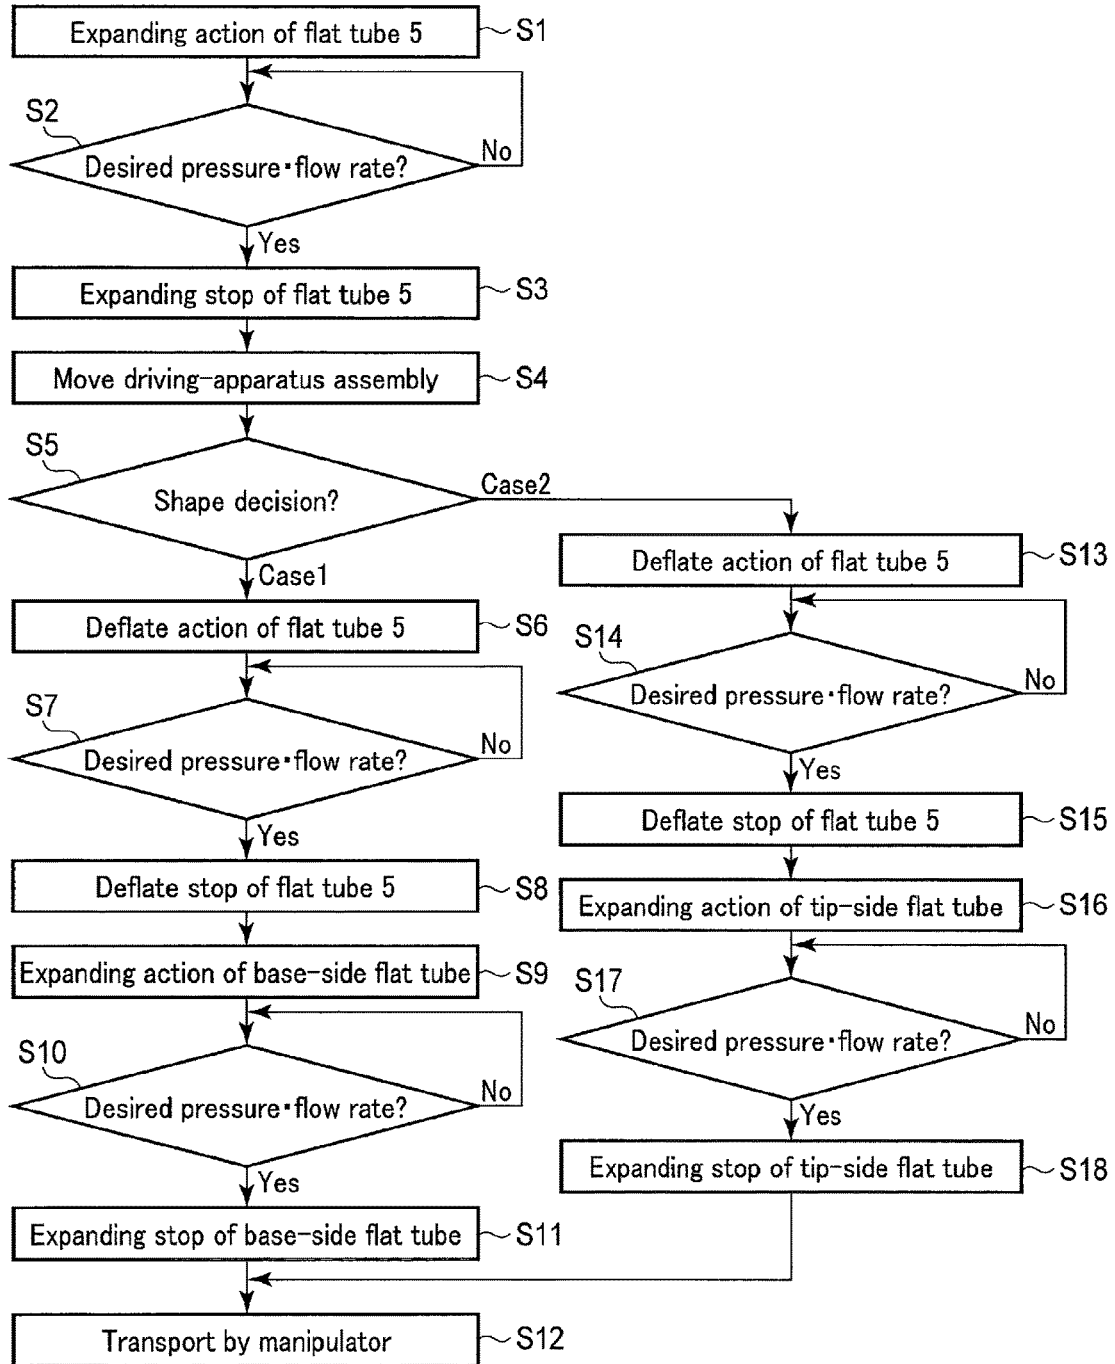 Expanding action of flat tube 5
S1
S2
Desired pressure・flow rate?
No
Yes
Expanding stop of flat tube 5
S3
Move driving-apparatus assembly
S4
S5
Shape decision?
Case2
Case1
Deflate action of flat tube 5
S6
S7
Desired pressure・flow rate?
No
Yes
Deflate stop of flat tube 5
S8
Expanding action of base-side flat tube
S9
S10
Desired pressure・flow rate?
No
Yes
Expanding stop of base-side flat tube
S11
Deflate action of flat tube 5
S13
S14
Desired pressure・flow rate?
No
Yes
Deflate stop of flat tube 5
S15
Expanding action of tip-side flat tube
S16
S17
Desired pressure・flow rate?
No
Yes
Expanding stop of tip-side flat tube
S18
Transport by manipulator
S12